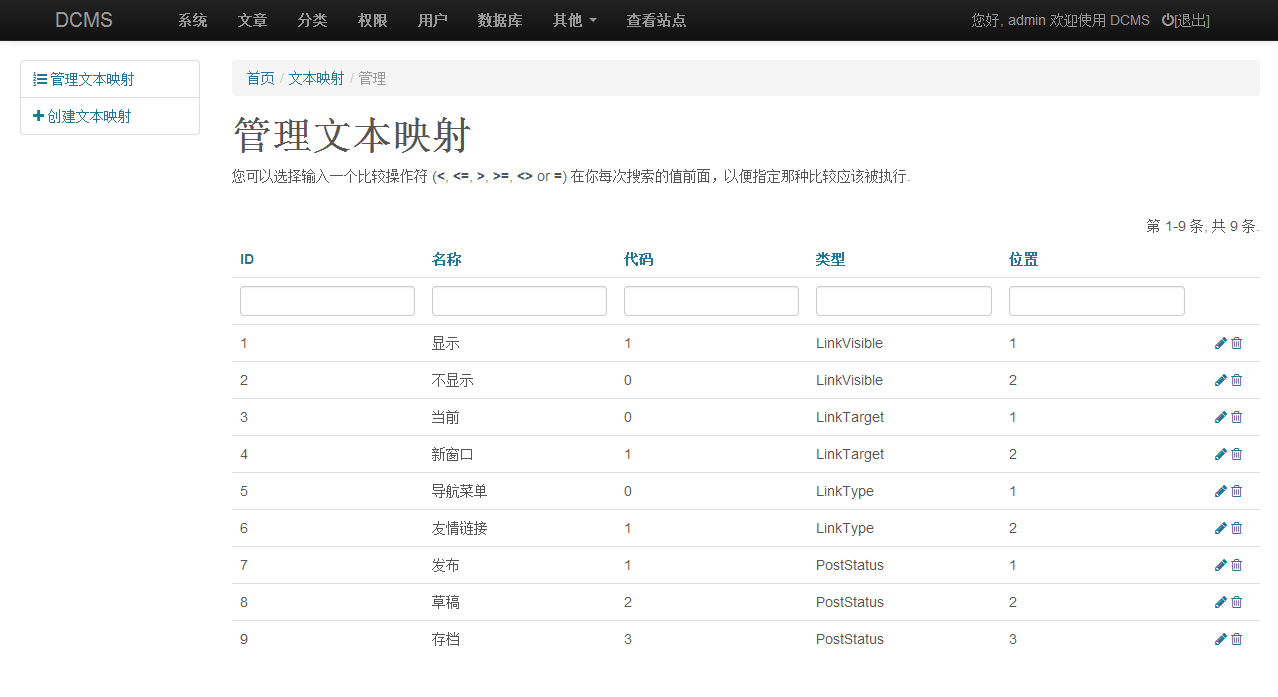 DCMS 系统 文章 分类 权限 用户 数据库 其他 查看站点 您好, admin 欢迎使用 DCMS [退出]
管理文本映射
创建文本映射
首页 / 文本映射 / 管理
管理文本映射
您可以选择输入一个比较操作符 (<, <=, >, >=, <> or =) 在你每次搜索的值前面，以便指定那种比较应该被执行.
第 1-9 条, 共 9 条.
ID 名称 代码 类型 位置
1 显示 1 LinkVisible 1
2 不显示 0 LinkVisible 2
3 当前 0 LinkTarget 1
4 新窗口 1 LinkTarget 2
5 导航菜单 0 LinkType 1
6 友情链接 1 LinkType 2
7 发布 1 PostStatus 1
8 草稿 2 PostStatus 2
9 存档 3 PostStatus 3